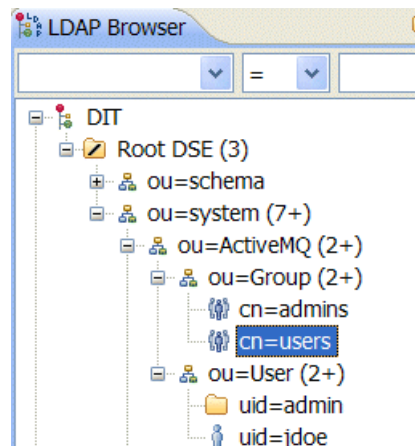 LDAP Browser
=
DIT
Root DSE (3)
ou=schema
ou=system (7+)
ou=ActiveMQ (2+)
ou=Group (2+)
cn=admins
cn=users
ou=User (2+)
uid=admin
uid=jdoe